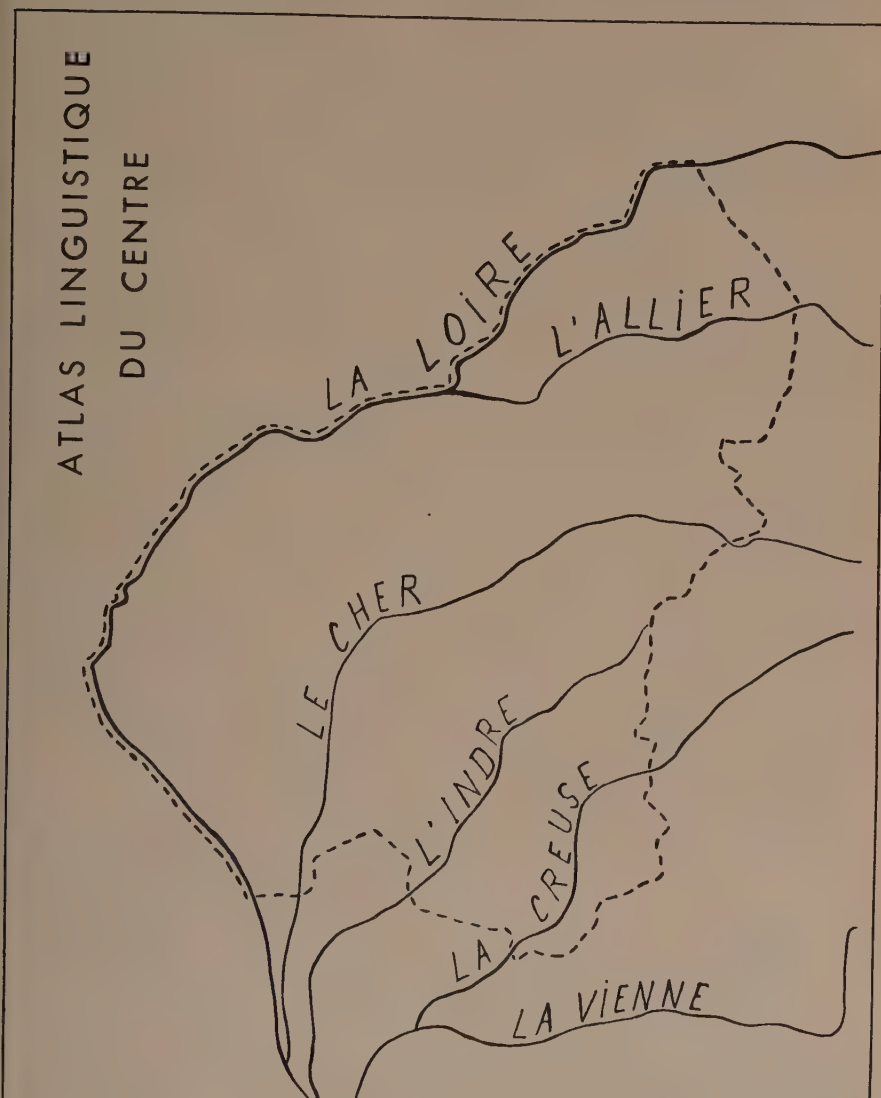 ATLAS LINGUISTIQUE
DU CENTRE
LA LOiRE
L'ALLiER
LE CHER
L'INDRE
LA CREUSE
LA ViENNE